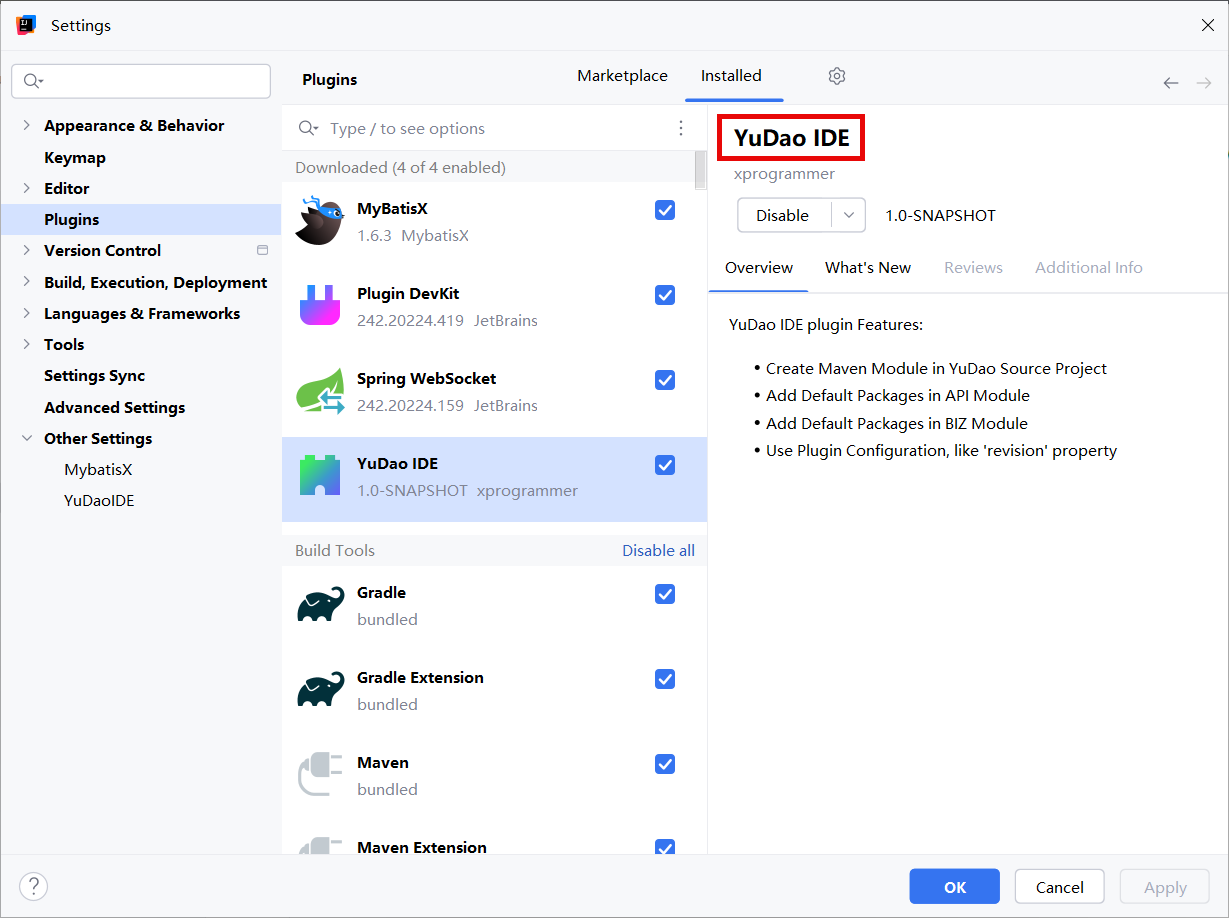 Settings
Plugins
Marketplace
Installed
Appearance & Behavior
Keymap
Editor
Plugins
Version Control
Build, Execution, Deployment
Languages & Frameworks
Tools
Settings Sync
Advanced Settings
Other Settings
MybatisX
YuDaoIDE
Type / to see options
Downloaded (4 of 4 enabled)
MyBatisX
1.6.3 MybatisX
Plugin DevKit
242.20224.419 JetBrains
Spring WebSocket
242.20224.159 JetBrains
YuDao IDE
1.0-SNAPSHOT xprogrammer
Build Tools
Disable all
Gradle
bundled
Gradle Extension
bundled
Maven
bundled
Maven Extension
YuDao IDE
xprogrammer
Disable
1.0-SNAPSHOT
Overview
What's New
Reviews
Additional Info
YuDao IDE plugin Features:
• Create Maven Module in YuDao Source Project
• Add Default Packages in API Module
• Add Default Packages in BIZ Module
• Use Plugin Configuration, like 'revision' property
?
OK
Cancel
Apply